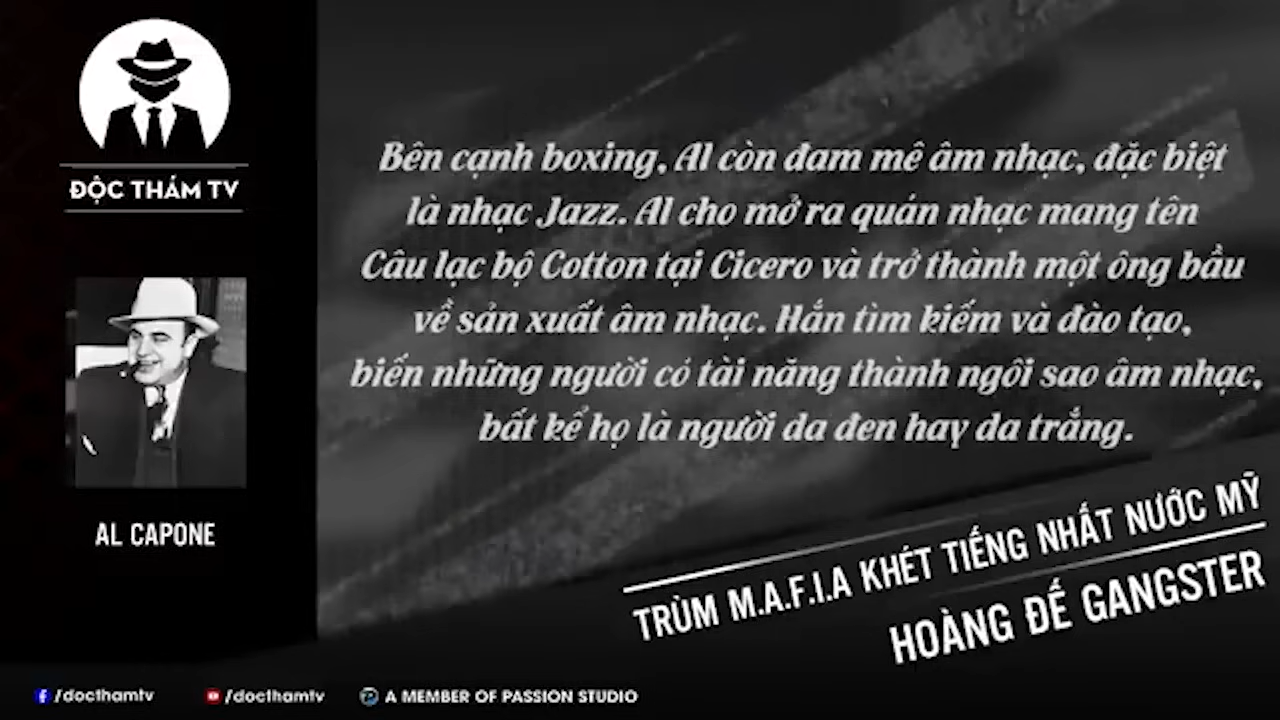 ĐỘC THÁM TV
AL CAPONE
Bên cạnh boxing, Al còn đam mê âm nhạc, đặc biệt
là nhạc Jazz. Al cho mở ra quán nhạc mang tên
Câu lạc bộ Cotton tại Cicero và trở thành một ông bầu
về sản xuất âm nhạc. Hắn tìm kiếm và đào tạo,
biến những người có tài năng thành ngôi sao âm nhạc,
bất kể họ là người da đen hay da trắng.
TRÙM M.A.F.I.A KHÉT TIẾNG NHẤT NƯỚC MỸ
HOÀNG ĐẾ GANGSTER
/docthamtv
/docthamtv
A MEMBER OF PASSION STUDIO